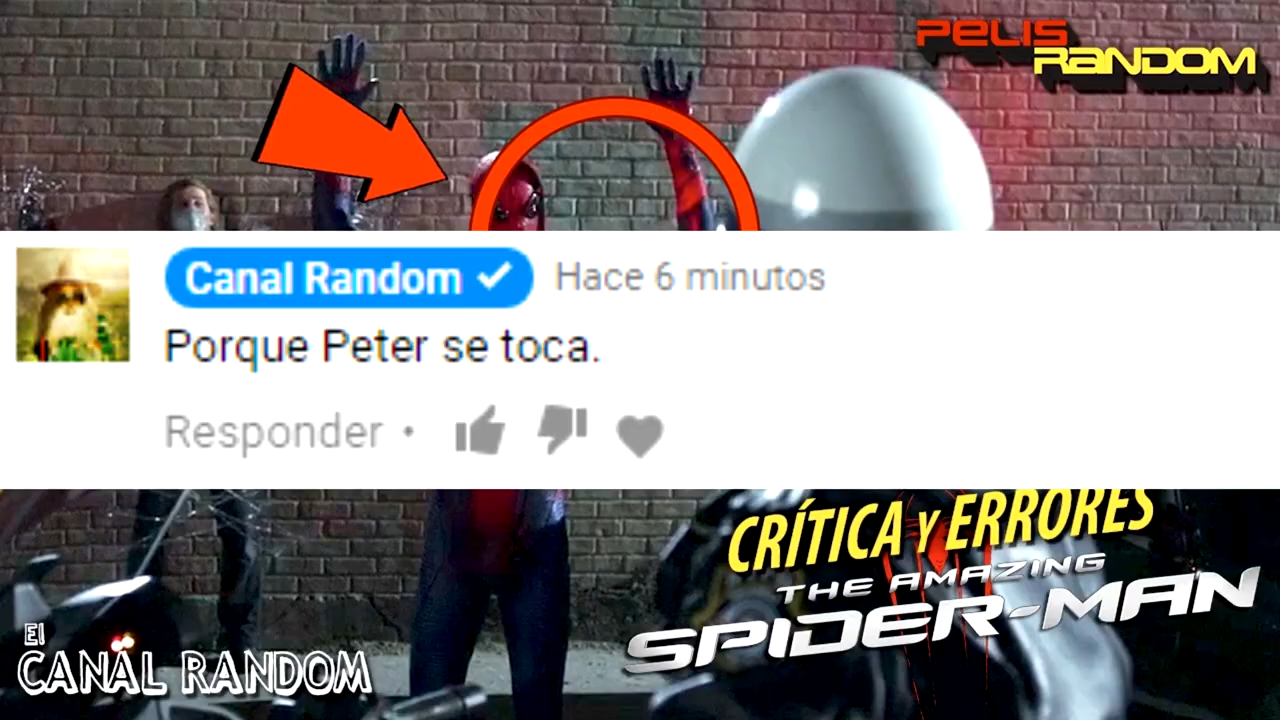 PELIS
RANDOM
Canal Random ✓ Hace 6 minutos
Porque Peter se toca.
Responder •
CRÍTICA Y ERRORES
THE AMAZING
SPIDER-MAN
El
CANAL RANDOM